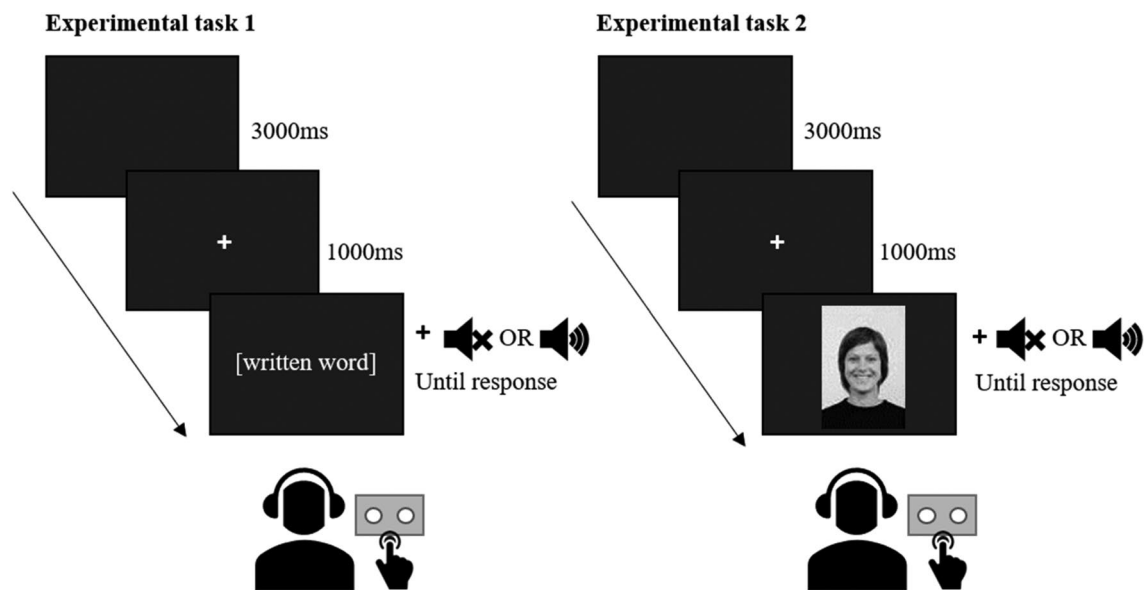 Experimental task 1
3000ms
+
1000ms
[written word]
+ OR
Until response
Experimental task 2
3000ms
+
1000ms
+ OR
Until response